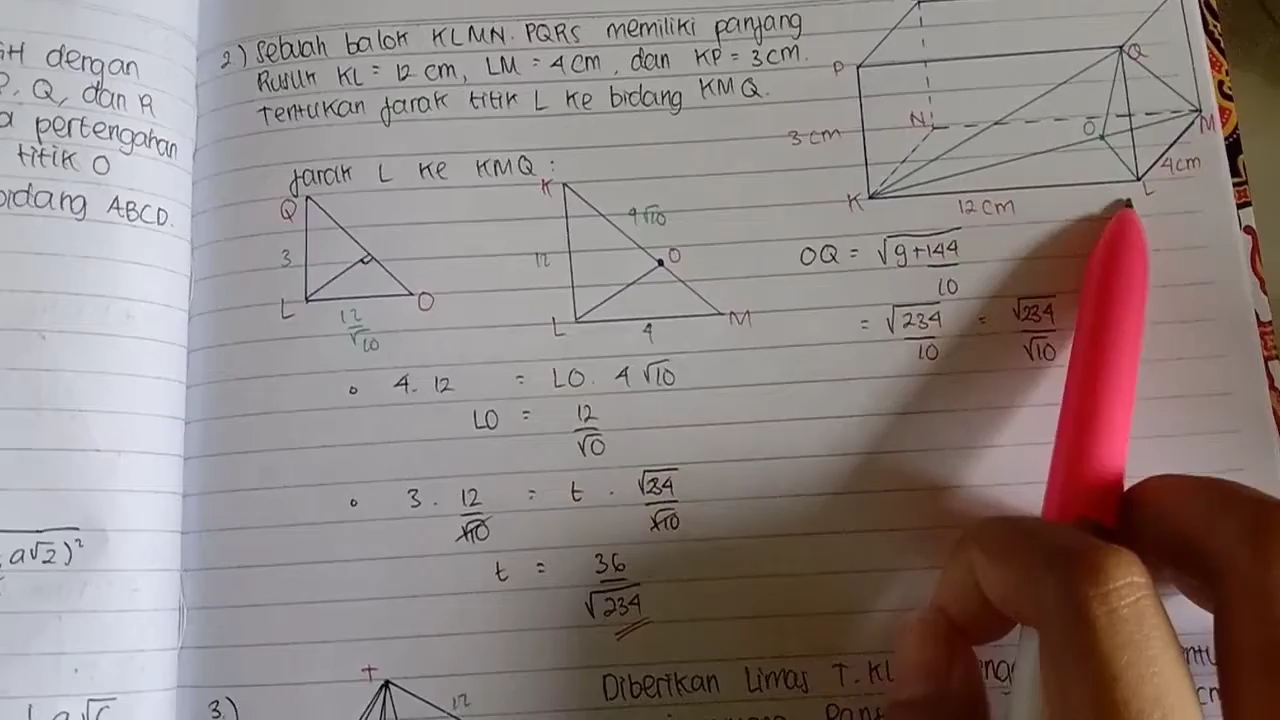 dengan
P, Q, dan R
pertengahan
titik O
bidang ABCD.
a√2)²
2) Sebuah balok KLMN.PQRS memiliki panjang
Rusuk KL = 12 cm, LM = 4 cm, dan KP = 3 cm.
Tentukan jarak titik L ke bidang KMQ.
Jarak L ke KMQ :
Q
3
L
O
12/√10
K
4√10
12
O
L
4
M
P
Q
N
O
M
3 cm
4cm
K
12 cm
L
OQ = √9+144/10
= √234/10 = √234/√10
• 4.12 = LO. 4√10
LO = 12/√10
• 3. 12/√10 = t. √234/√10
t = 36/√234
3.)
T
12
Diberikan Limas T.KL